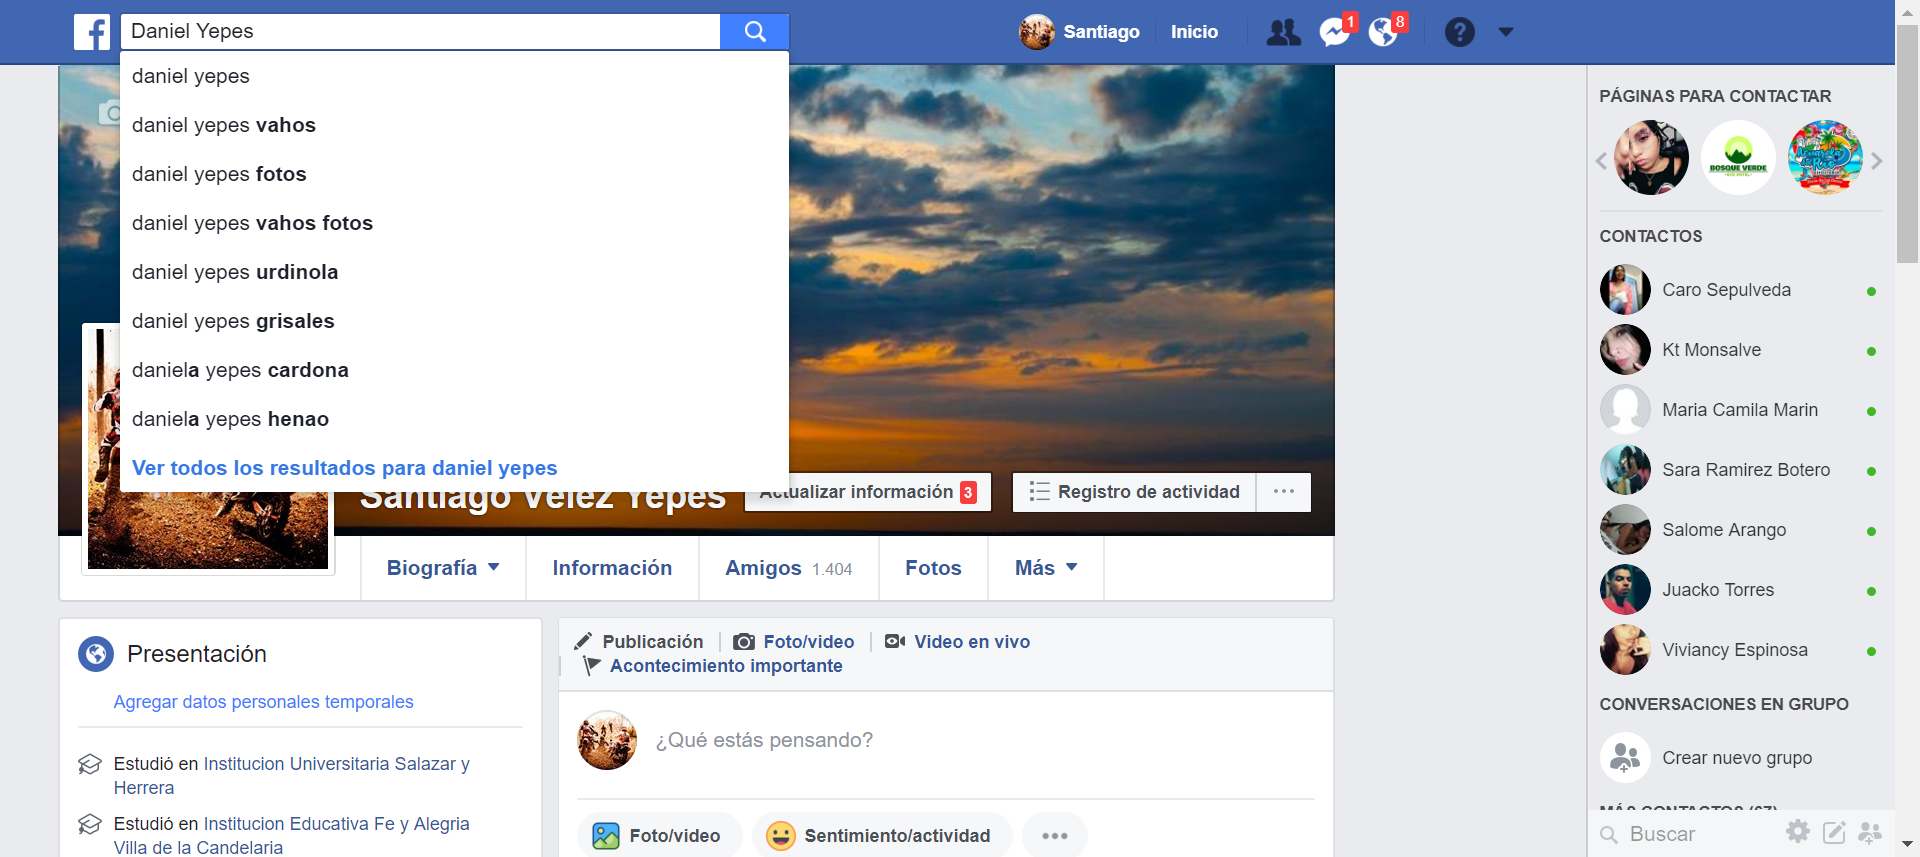 Daniel Yepes
Santiago
Inicio
1
8
?
daniel yepes
daniel yepes vahos
daniel yepes fotos
daniel yepes vahos fotos
daniel yepes urdinola
daniel yepes grisales
daniela yepes cardona
daniela yepes henao
Ver todos los resultados para daniel yepes
Santiago Velez Yepes
Actualizar información 3
Registro de actividad
Biografía
Información
Amigos 1.404
Fotos
Más
Presentación
Agregar datos personales temporales
Estudió en Institucion Universitaria Salazar y
Herrera
Estudió en Institucion Educativa Fe y Alegria
Villa de la Candelaria
Publicación
Foto/video
Video en vivo
Acontecimiento importante
¿Qué estás pensando?
Foto/video
Sentimiento/actividad
PÁGINAS PARA CONTACTAR
BOSQUE VERDE
CONTACTOS
Caro Sepulveda
Kt Monsalve
Maria Camila Marin
Sara Ramirez Botero
Salome Arango
Juacko Torres
Viviancy Espinosa
CONVERSACIONES EN GRUPO
Crear nuevo grupo
MÁS CONTACTOS (67)
Buscar